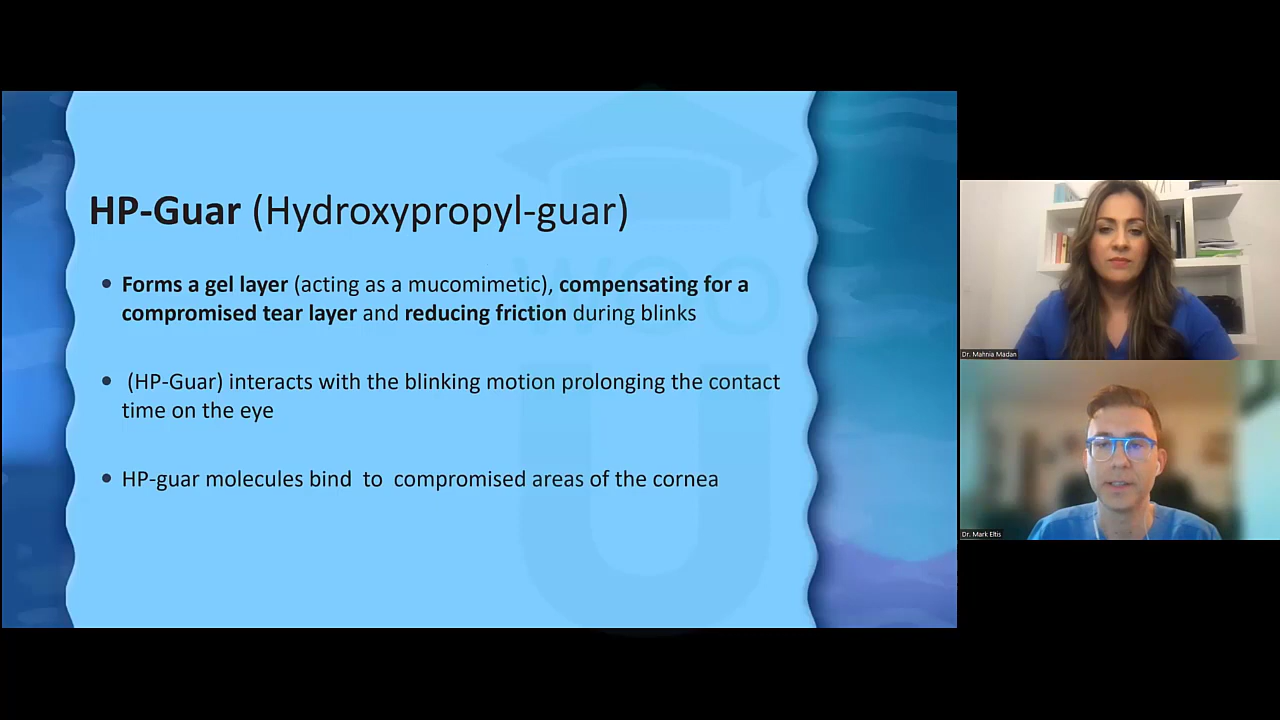 HP-Guar (Hydroxypropyl-guar)
• Forms a gel layer (acting as a mucomimetic), compensating for a
compromised tear layer and reducing friction during blinks
• (HP-Guar) interacts with the blinking motion prolonging the contact
time on the eye
• HP-guar molecules bind to compromised areas of the cornea
WOO
U
Dr. Mahnia Madan
Dr. Mark Eltis